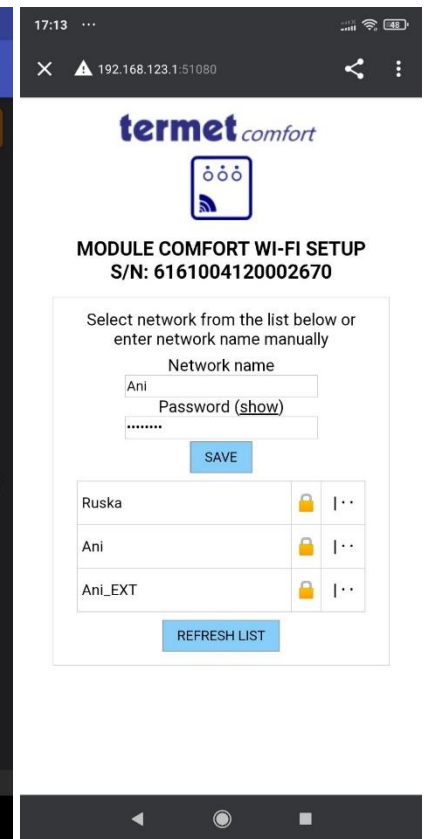 17:13 ...
48
192.168.123.1:51080
termet comfort
MODULE COMFORT WI-FI SETUP
S/N: 6161004120002670
Select network from the list below or
enter network name manually
Network name
Ani
Password (show)
••••••••
SAVE
Ruska
Ani
Ani_EXT
REFRESH LIST